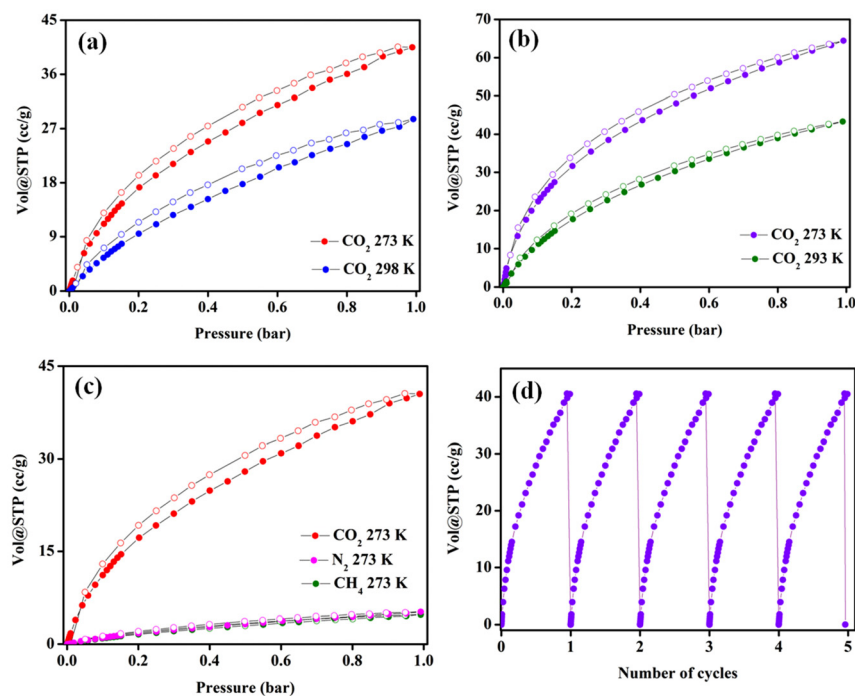 (a)
Vol@STP (cc/g)
45
36
27
18
9
0
CO₂ 273 K
CO₂ 298 K
0.0 0.2 0.4 0.6 0.8 1.0
Pressure (bar)
(b)
Vol@STP (cc/g)
70
60
50
40
30
20
10
0
CO₂ 273 K
CO₂ 293 K
0.0 0.2 0.4 0.6 0.8 1.0
Pressure (bar)
(c)
Vol@STP (cc/g)
45
30
15
0
CO₂ 273 K
N₂ 273 K
CH₄ 273 K
0.0 0.2 0.4 0.6 0.8 1.0
Pressure (bar)
(d)
Vol@STP (cc/g)
40
30
20
10
0
0 1 2 3 4 5
Number of cycles